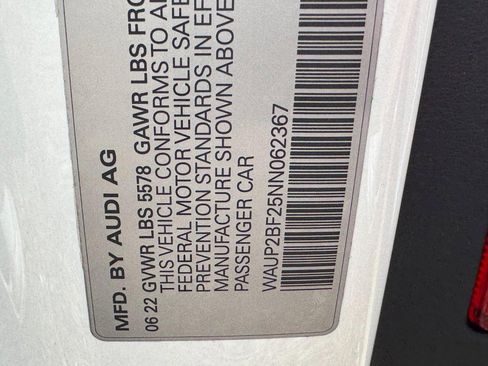 MFD. BY AUDI AG
06 22 GVWR LBS 5578 GAWR LBS FRO
THIS VEHICLE CONFORMS TO A
FEDERAL MOTOR VEHICLE SAFE
PREVENTION STANDARDS IN EF
MANUFACTURE SHOWN ABOVE
PASSENGER CAR
WAUP2BF25NN062367